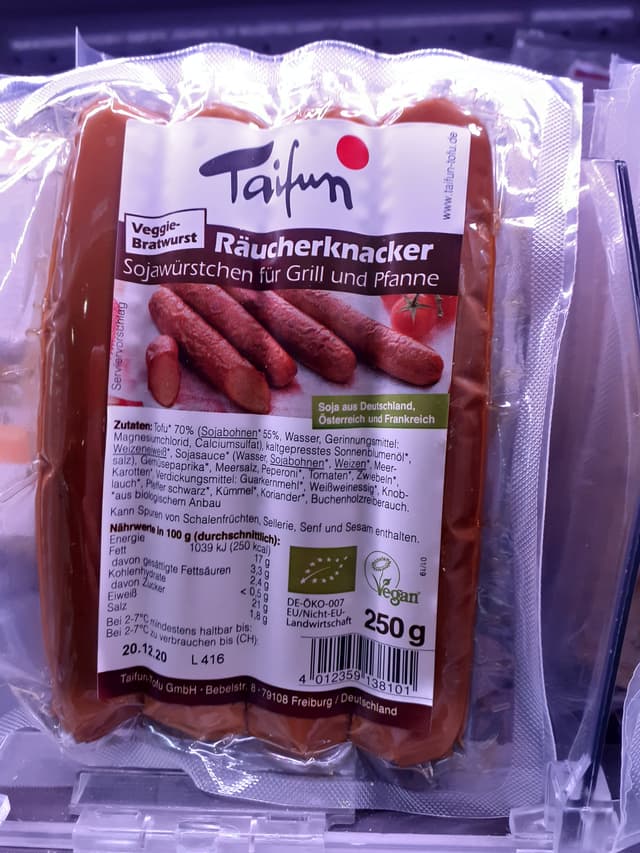 Taifun
www.taifun-tofu.de
Veggie-
Bratwurst
Räucherknacker
Sojawürstchen für Grill und Pfanne
Serviervorschlag
Soja aus Deutschland,
Österreich und Frankreich
Zutaten: Tofu* 70% (Sojabohnen* 55%, Wasser, Gerinnungsmittel:
Magnesiumchlorid, Calciumsulfat), kaltgepresstes Sonnenblumenöl*,
Weizeneiweiß*, Sojasauce* (Wasser, Sojabohnen*, Weizen*, Meer-
salz), Gemüsepaprika*, Meersalz, Peperoni*, Tomaten*, Zwiebeln*,
Karotten*, Verdickungsmittel: Guarkernmehl*, Weißweinessig*, Knob-
lauch*, Pfeffer schwarz*, Kümmel*, Koriander*, Buchenholzrauch.
*aus biologischem Anbau
Kann Spuren von Schalenfrüchten, Sellerie, Senf und Sesam enthalten.
Nährwerte in 100 g (durchschnittlich):
Energie 1039 kJ (250 kcal)
Fett 17 g
davon gesättigte Fettsäuren 3,3 g
Kohlenhydrate 2,4 g
davon Zucker < 0,5 g
Eiweiß 21 g
Salz 1,8 g
Bei 2-7°C mindestens haltbar bis:
Bei 2-7°C zu verbrauchen bis (CH):
20.12.20 L 416
DE-ÖKO-007
EU/Nicht-EU-
Landwirtschaft
Vegan
250 g
4 012359 138101
Taifun-Tofu GmbH · Bebelstr. 8 · 79108 Freiburg / Deutschland